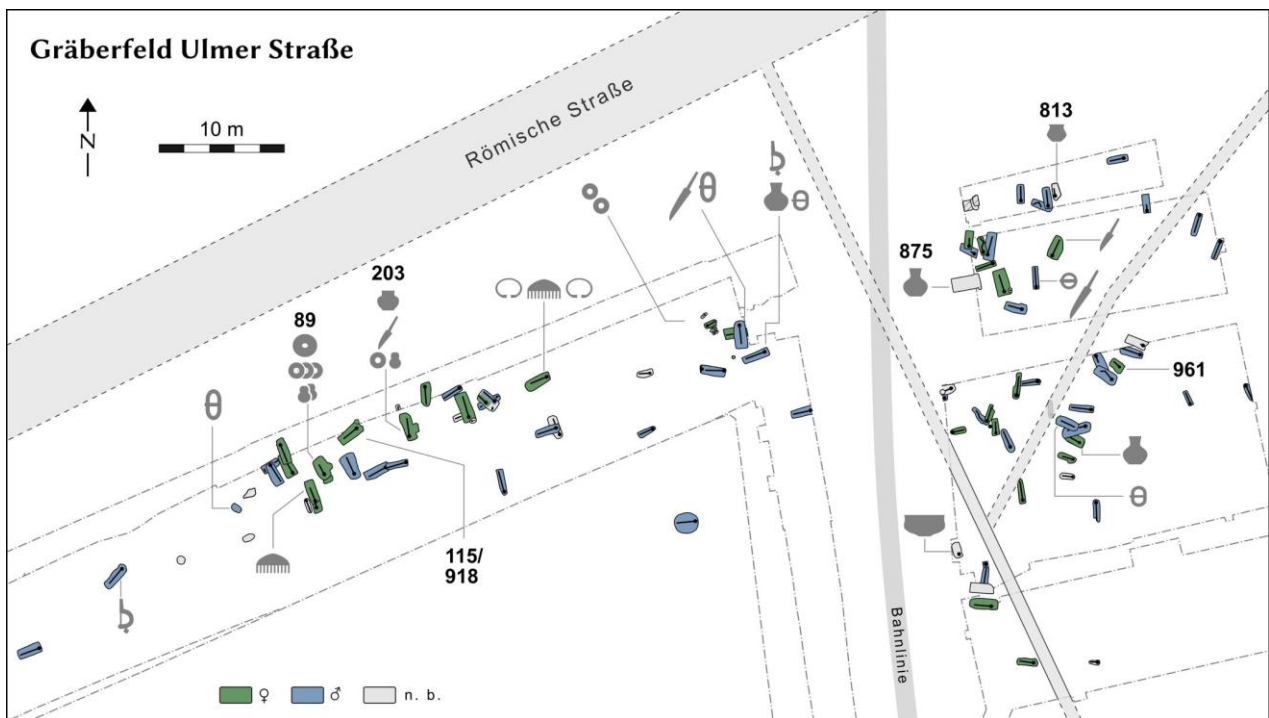 Gräberfeld Ulmer Straße
N
10 m
Römische Straße
813
875
203
89
961
115/
918
Bahnlinie
♀
♂
n. b.